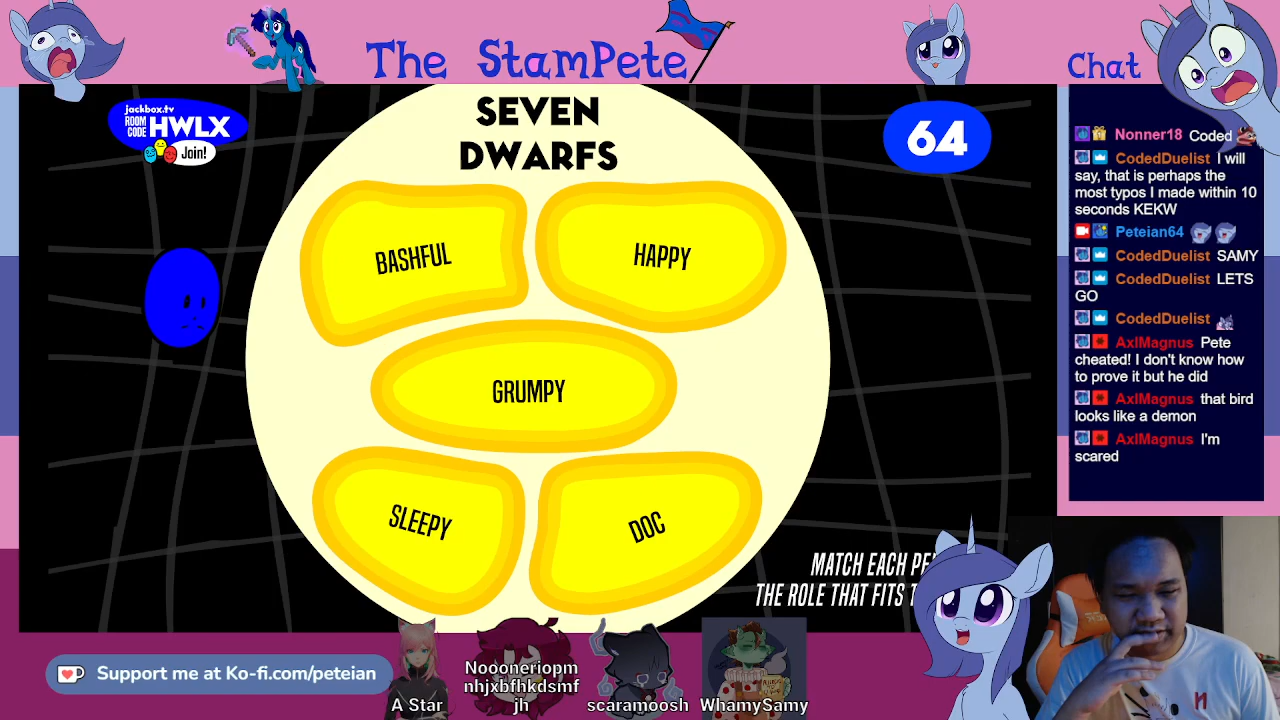 The StamPete
Chat
jackbox.tv
ROOM CODE HWLX
Join!
SEVEN
DWARFS
64
BASHFUL
HAPPY
GRUMPY
SLEEPY
DOC
MATCH EACH
THE ROLE THAT FITS
Nonner18 Coded
CodedDuelist I will
say, that is perhaps the
most typos I made within 10
seconds KEKW
Peteian64
CodedDuelist SAMY
CodedDuelist LETS
GO
CodedDuelist
AxlMagnus Pete
cheated! I don't know how
to prove it but he did
AxlMagnus that bird
looks like a demon
AxlMagnus I'm
scared
Support me at Ko-fi.com/peteian
A Star
Noooneriopm
nhjxbfhkdsmf
jh
scaramoosh
WhamySamy